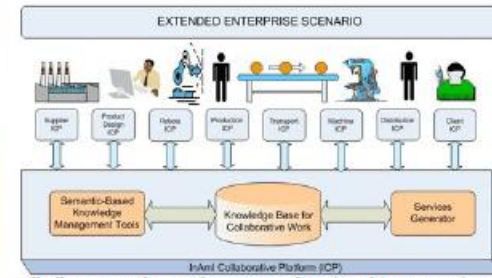 EXTENDED ENTERPRISE SCENARIO
Supplier
ICP
Product
Design
ICP
Robots
ICP
Production
ICP
Transport
ICP
Machine
ICP
Distribution
ICP
Client
ICP
Semantic-Based
Knowledge
Management Tools
Knowledge Base for
Collaborative Work
Services
Generator
InAmI Collaborative Platform (ICP)